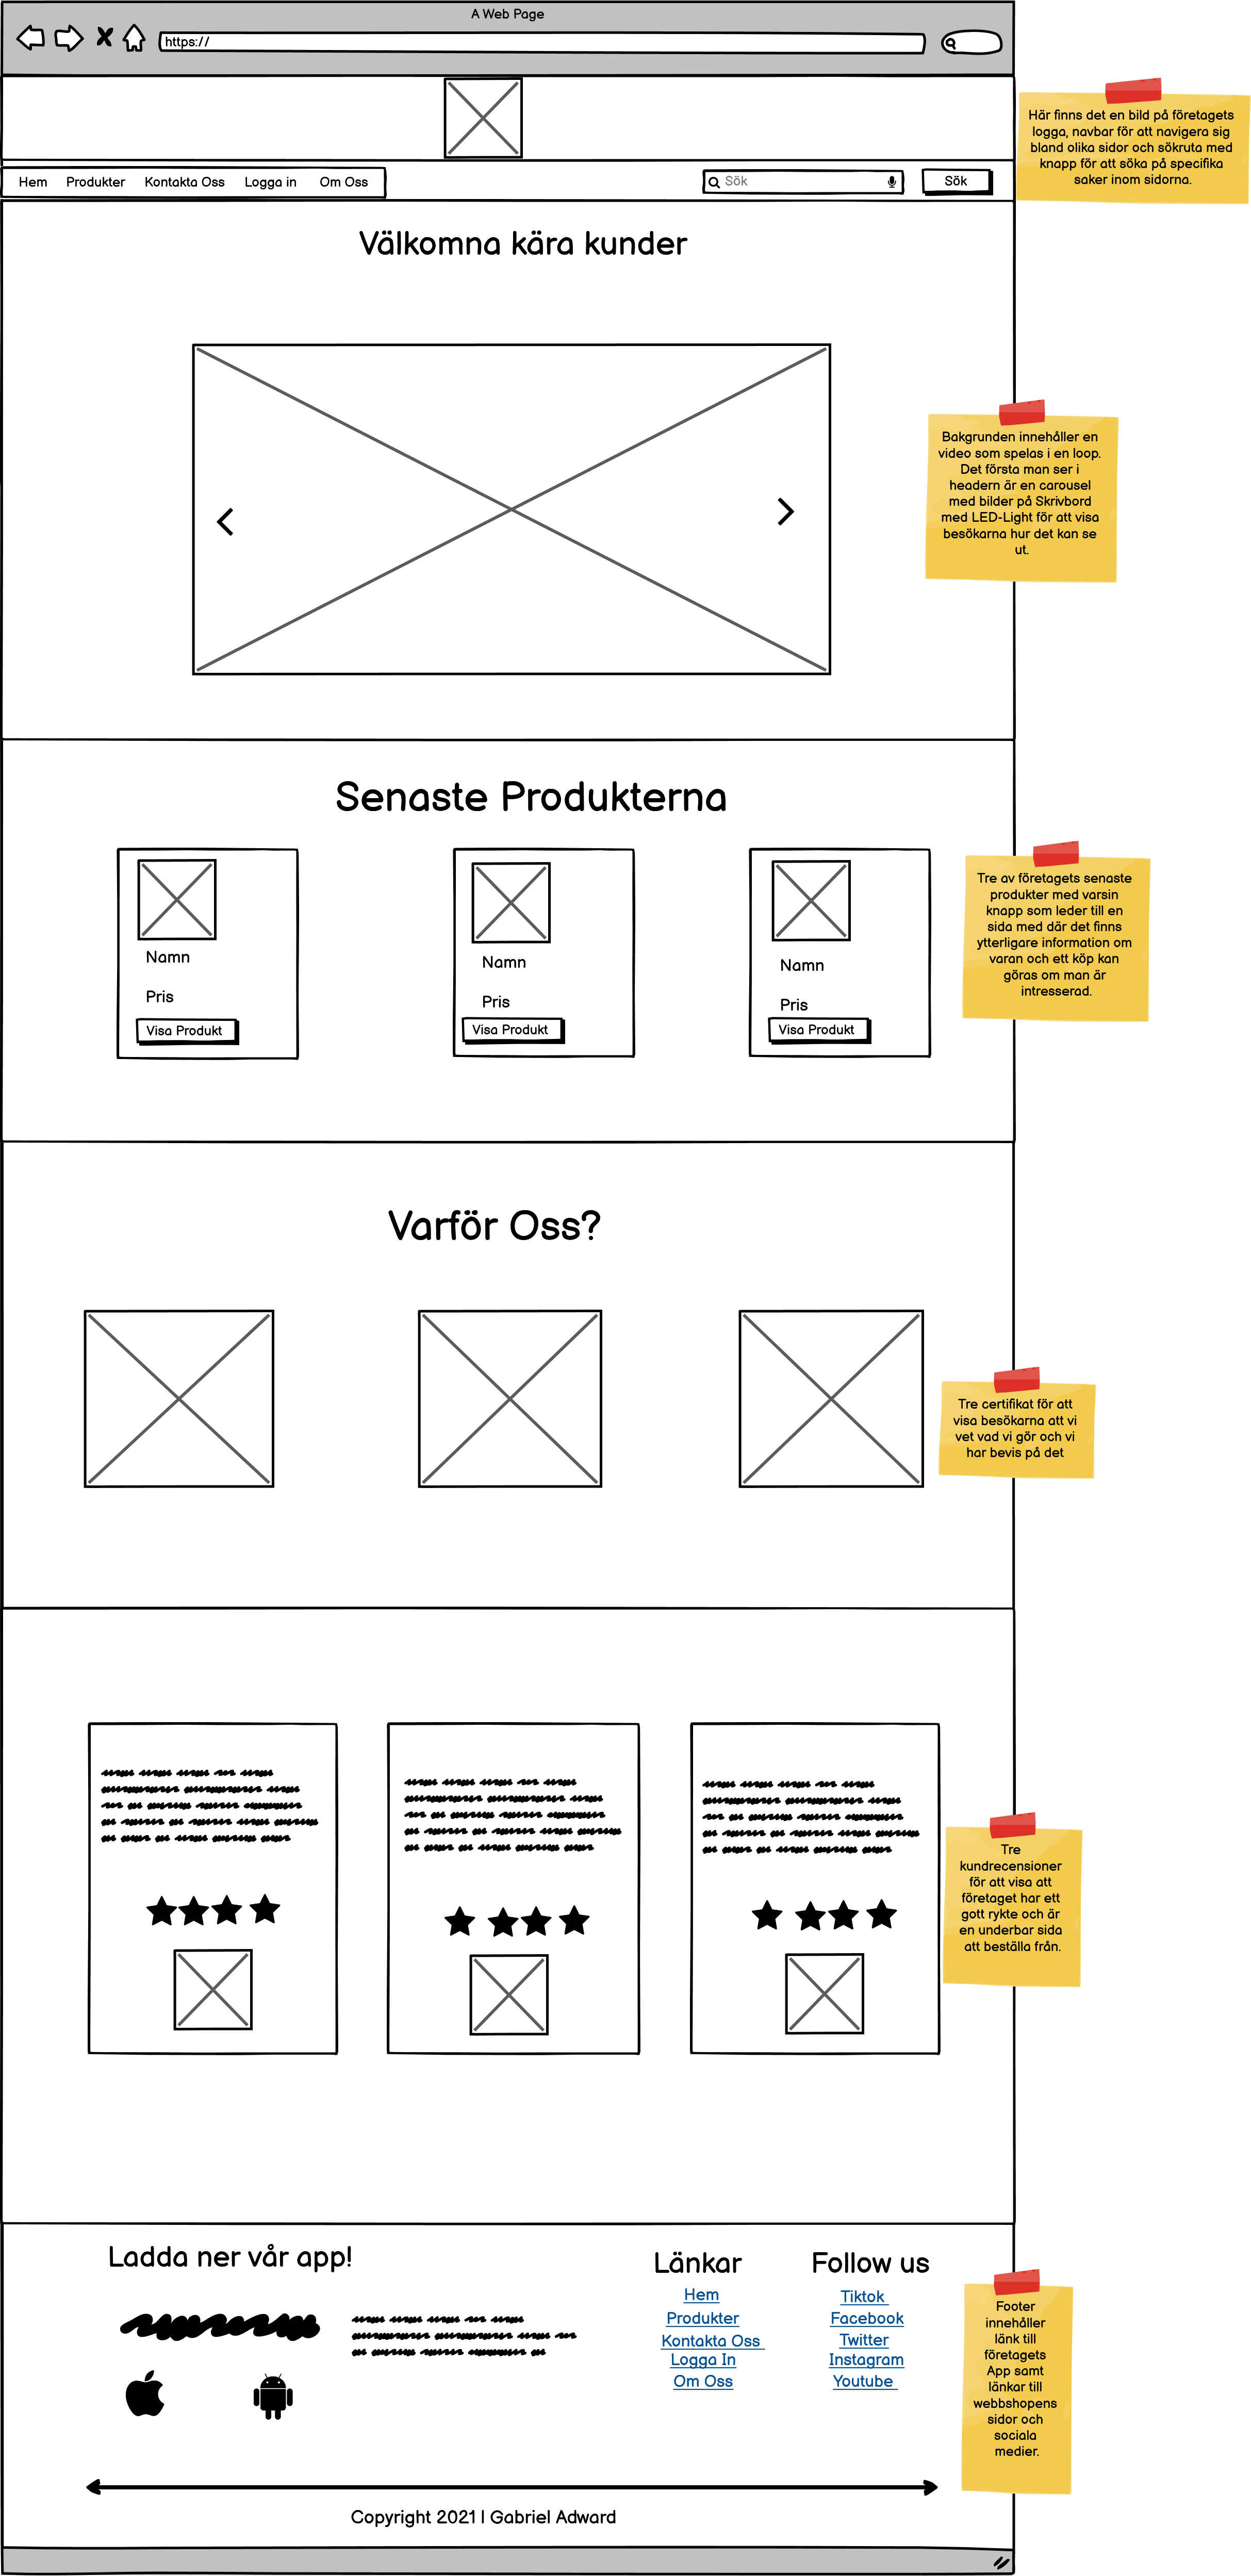 A Web Page
https://
Här finns det en bild på företagets
logga, navbar för att navigera sig
bland olika sidor och sökruta med
knapp för att söka på specifika
saker inom sidorna.
Hem Produkter Kontakta Oss Logga in Om Oss
Sök
Sök
Välkomna kära kunder
Bakgrunden innehåller en
video som spelas i en loop.
Det första man ser i
headern är en carousel
med bilder på Skrivbord
med LED-Light för att visa
besökarna hur det kan se
ut.
Senaste Produkterna
Namn
Pris
Visa Produkt
Namn
Pris
Visa Produkt
Namn
Pris
Visa Produkt
Tre av företagets senaste
produkter med varsin
knapp som leder till en
sida med där det finns
ytterligare information om
varan och ett köp kan
göras om man är
intresserad.
Varför Oss?
Tre certifikat för att
visa besökarna att vi
vet vad vi gör och vi
har bevis på det
Tre
kundrecensioner
för att visa att
företaget har ett
gott rykte och är
en underbar sida
att beställa från.
Ladda ner vår app!
Länkar
Hem
Produkter
Kontakta Oss
Logga In
Om Oss
Follow us
Tiktok
Facebook
Twitter
Instagram
Youtube
Footer
innehåller
länk till
företagets
App samt
länkar till
webbshopens
sidor och
sociala
medier.
Copyright 2021 | Gabriel Adward